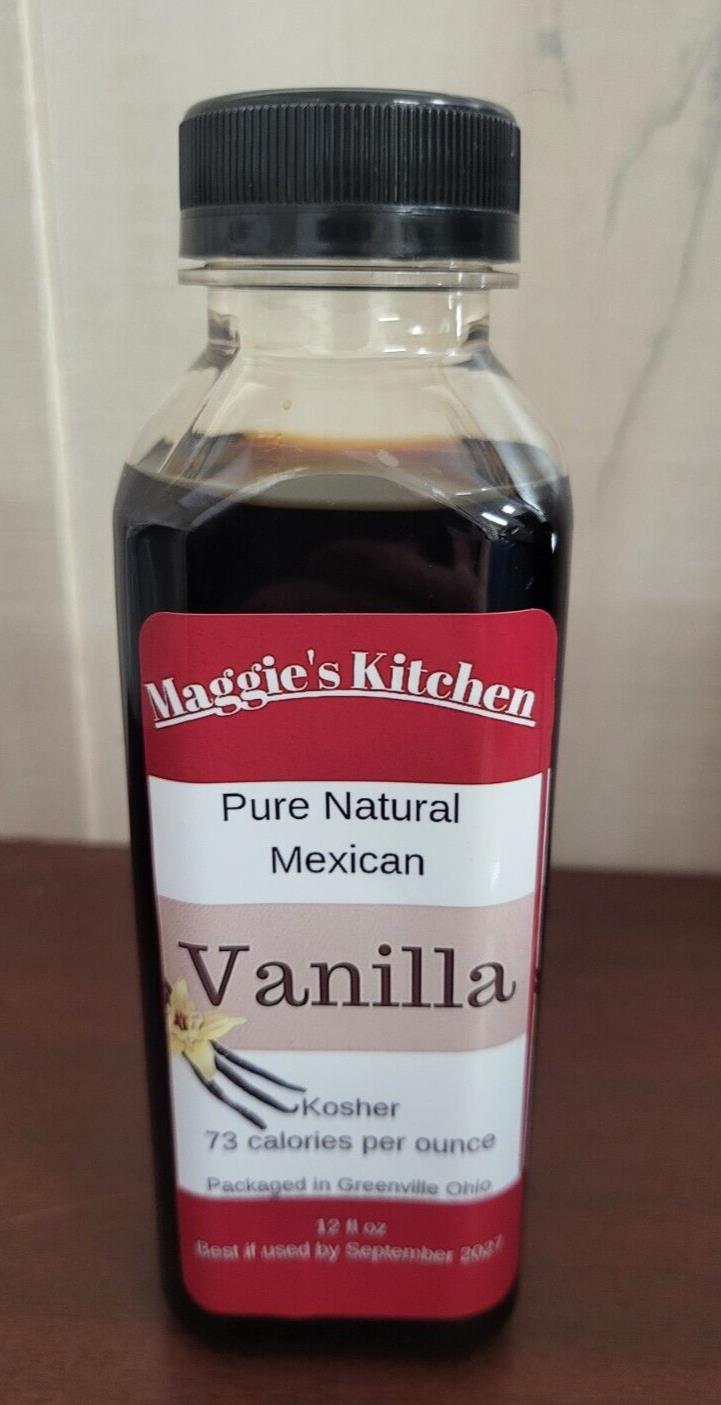 Maggie's Kitchen
Pure Natural
Mexican
Vanilla
Kosher
73 calories per ounce
Packaged in Greenville Ohio
12 fl oz
Best if used by September 2027